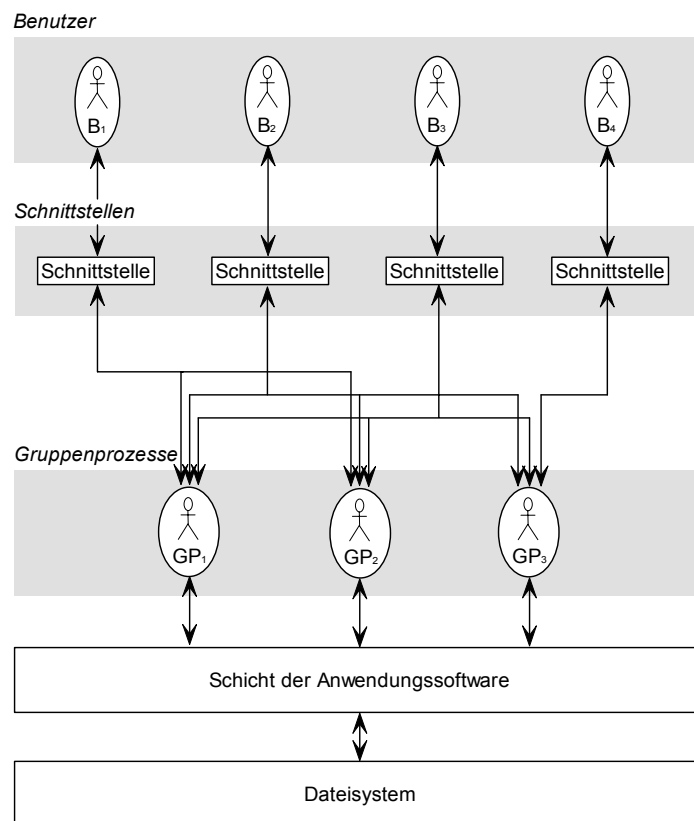 Benutzer
B₁ B₂ B₃ B₄
Schnittstellen
Schnittstelle Schnittstelle Schnittstelle Schnittstelle
Gruppenprozesse
GP₁ GP₂ GP₃
Schicht der Anwendungssoftware
Dateisystem